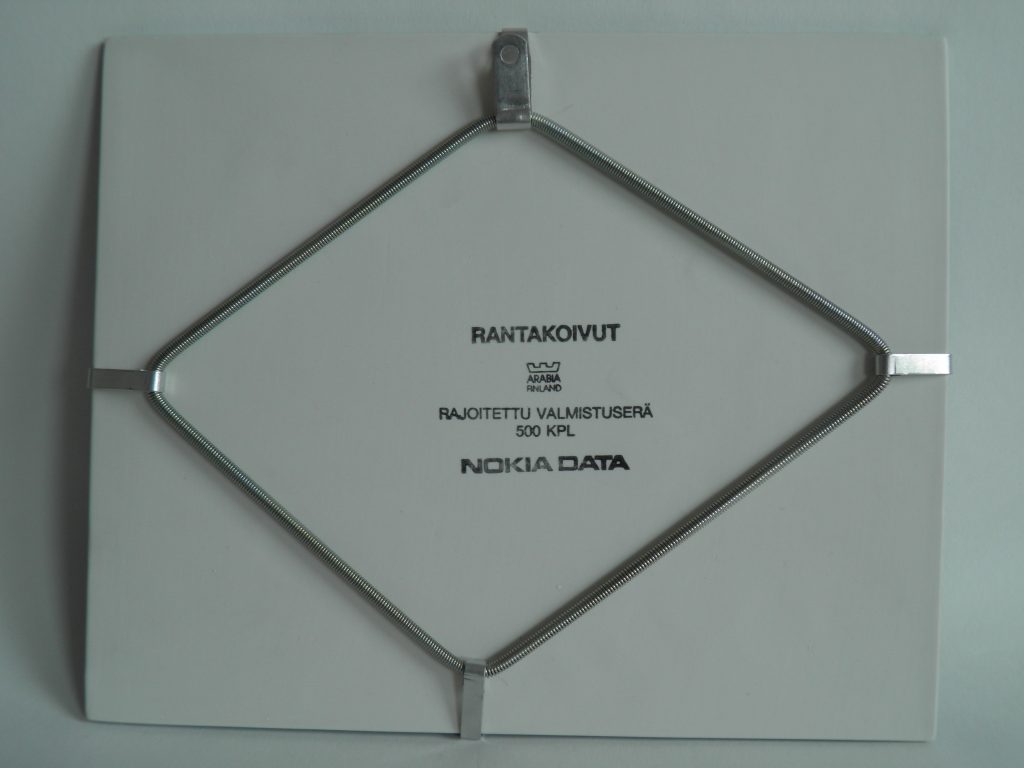 RANTAKOIVUT
ARABIA
FINLAND
RAJOITETTU VALMISTUSERÄ
500 KPL
NOKIA DATA